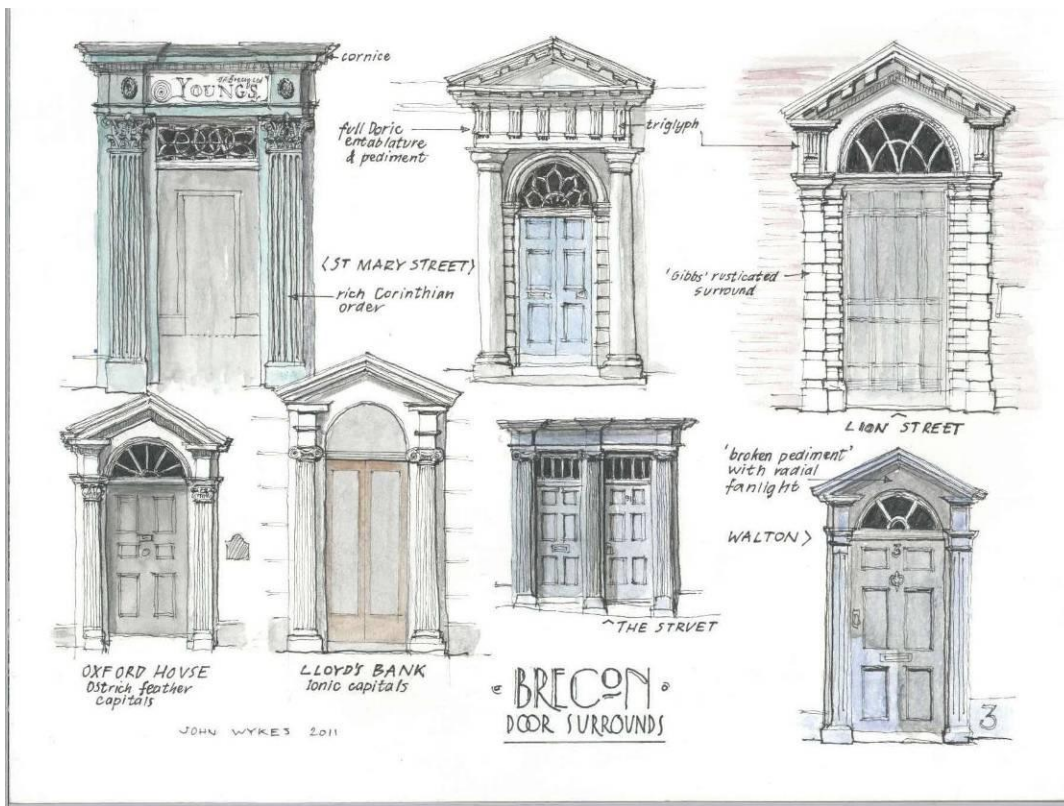 cornice
YOUNG'S
full Doric
entablature
& pediment
triglyph
<ST MARY STREET>
rich Corinthian
order
'Gibbs' rusticated
surround
^
LION STREET
'broken pediment'
with radial
fanlight
WALTON >
3
^THE STRVET
OXFORD HOVSE
Ostrich feather
capitals
LLOYD'S BANK
Ionic capitals
BRECON
DOOR SURROUNDS
3
JOHN WYKES 2011